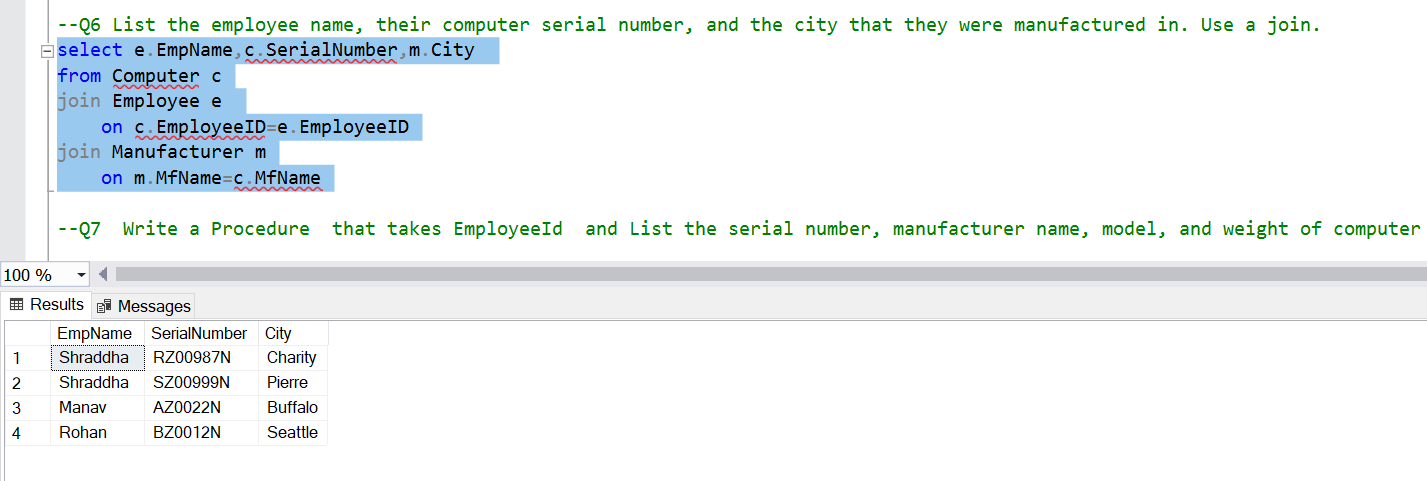 --Q6 List the employee name, their computer serial number, and the city that they were manufactured in. Use a join.
select e.EmpName,c.SerialNumber,m.City
from Computer c
join Employee e
on c.EmployeeID=e.EmployeeID
join Manufacturer m
on m.MfName=c.MfName
--Q7  Write a Procedure  that takes EmployeeId  and List the serial number, manufacturer name, model, and weight of computer
100 %
Results Messages
EmpName SerialNumber City
1 Shraddha RZ00987N Charity
2 Shraddha SZ00999N Pierre
3 Manav AZ0022N Buffalo
4 Rohan BZ0012N Seattle